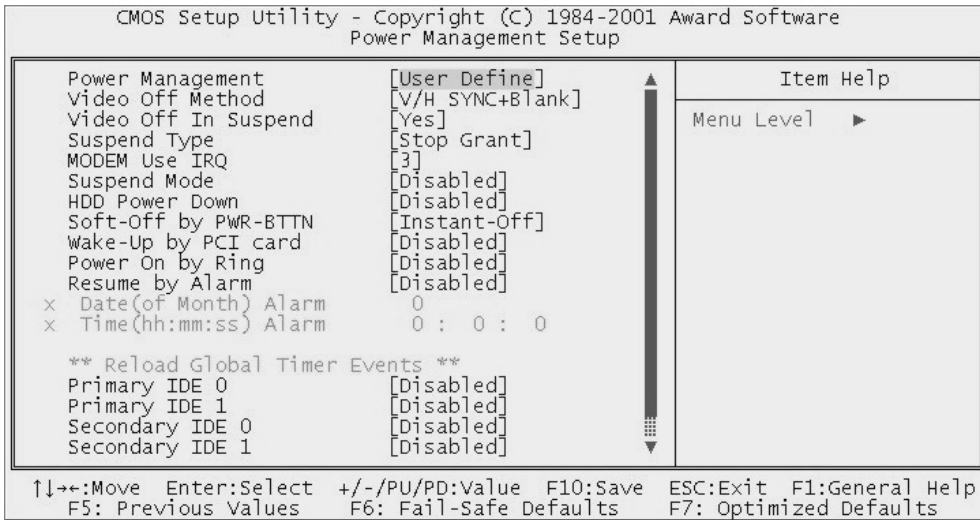 CMOS Setup Utility - Copyright (C) 1984-2001 Award Software
Power Management Setup
Power Management [User Define]
Video Off Method [V/H SYNC+Blank]
Video Off In Suspend [Yes]
Suspend Type [Stop Grant]
MODEM Use IRQ [3]
Suspend Mode [Disabled]
HDD Power Down [Disabled]
Soft-Off by PWR-BTTN [Instant-Off]
Wake-Up by PCI card [Disabled]
Power On by Ring [Disabled]
Resume by Alarm [Disabled]
x Date(of Month) Alarm 0
x Time(hh:mm:ss) Alarm 0 : 0 : 0
** Reload Global Timer Events **
Primary IDE 0 [Disabled]
Primary IDE 1 [Disabled]
Secondary IDE 0 [Disabled]
Secondary IDE 1 [Disabled]
Item Help
Menu Level ►
↑↓→←:Move Enter:Select +/-/PU/PD:Value F10:Save ESC:Exit F1:General Help
F5: Previous Values F6: Fail-Safe Defaults F7: Optimized Defaults